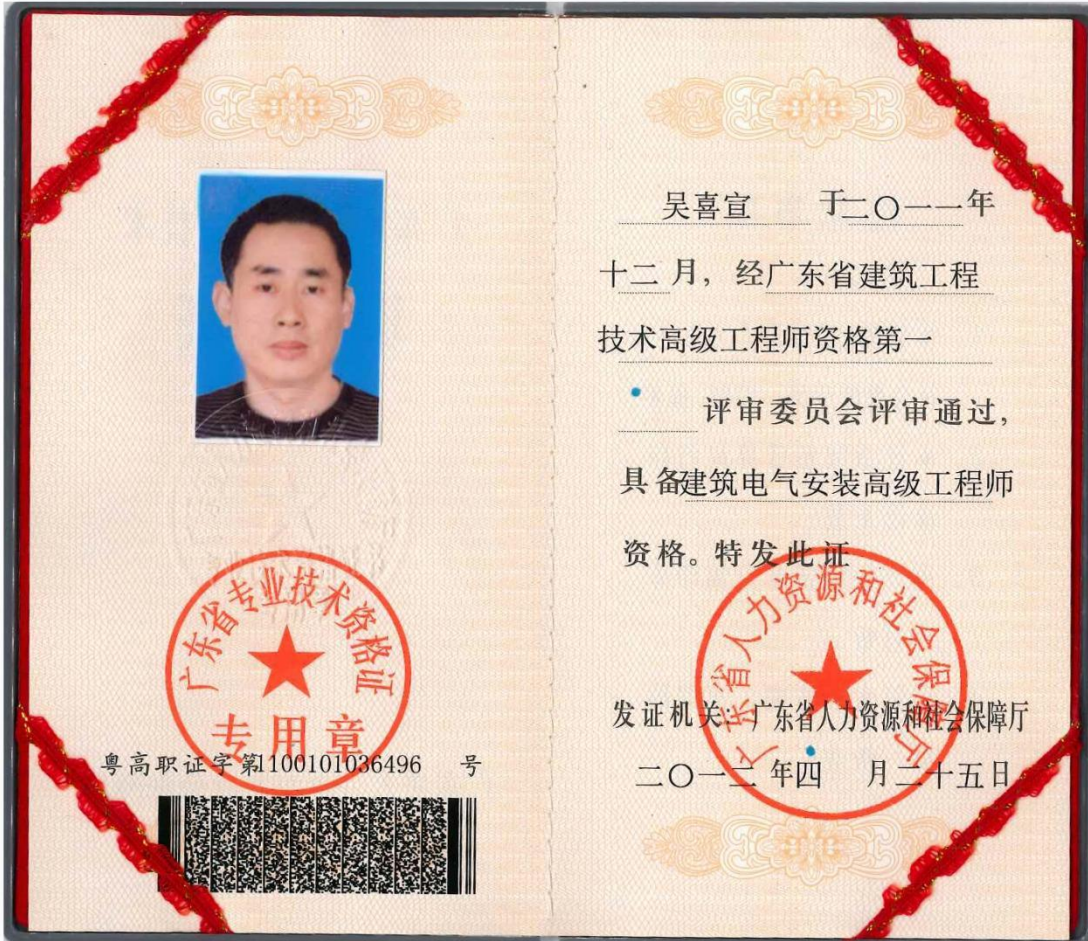 广东省专业技术资格证
专用章
粤高职证字第1100101036496 号
吴喜宣 于二〇一一年
十二月，经广东省建筑工程
技术高级工程师资格第一
评审委员会评审通过，
具备建筑电气安装高级工程师
资格。特发此证
广东省人力资源和社会保障厅
发证机关：广东省人力资源和社会保障厅
二〇一二年四 月二十五日